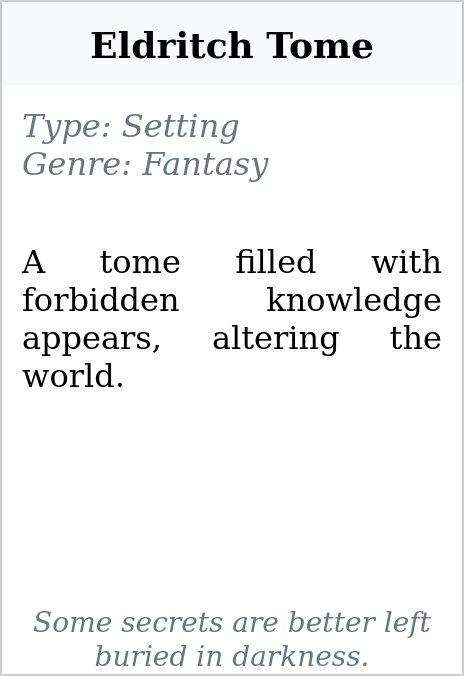 Eldritch Tome
Type: Setting
Genre: Fantasy
A tome filled with
forbidden knowledge
appears, altering the
world.
Some secrets are better left
buried in darkness.